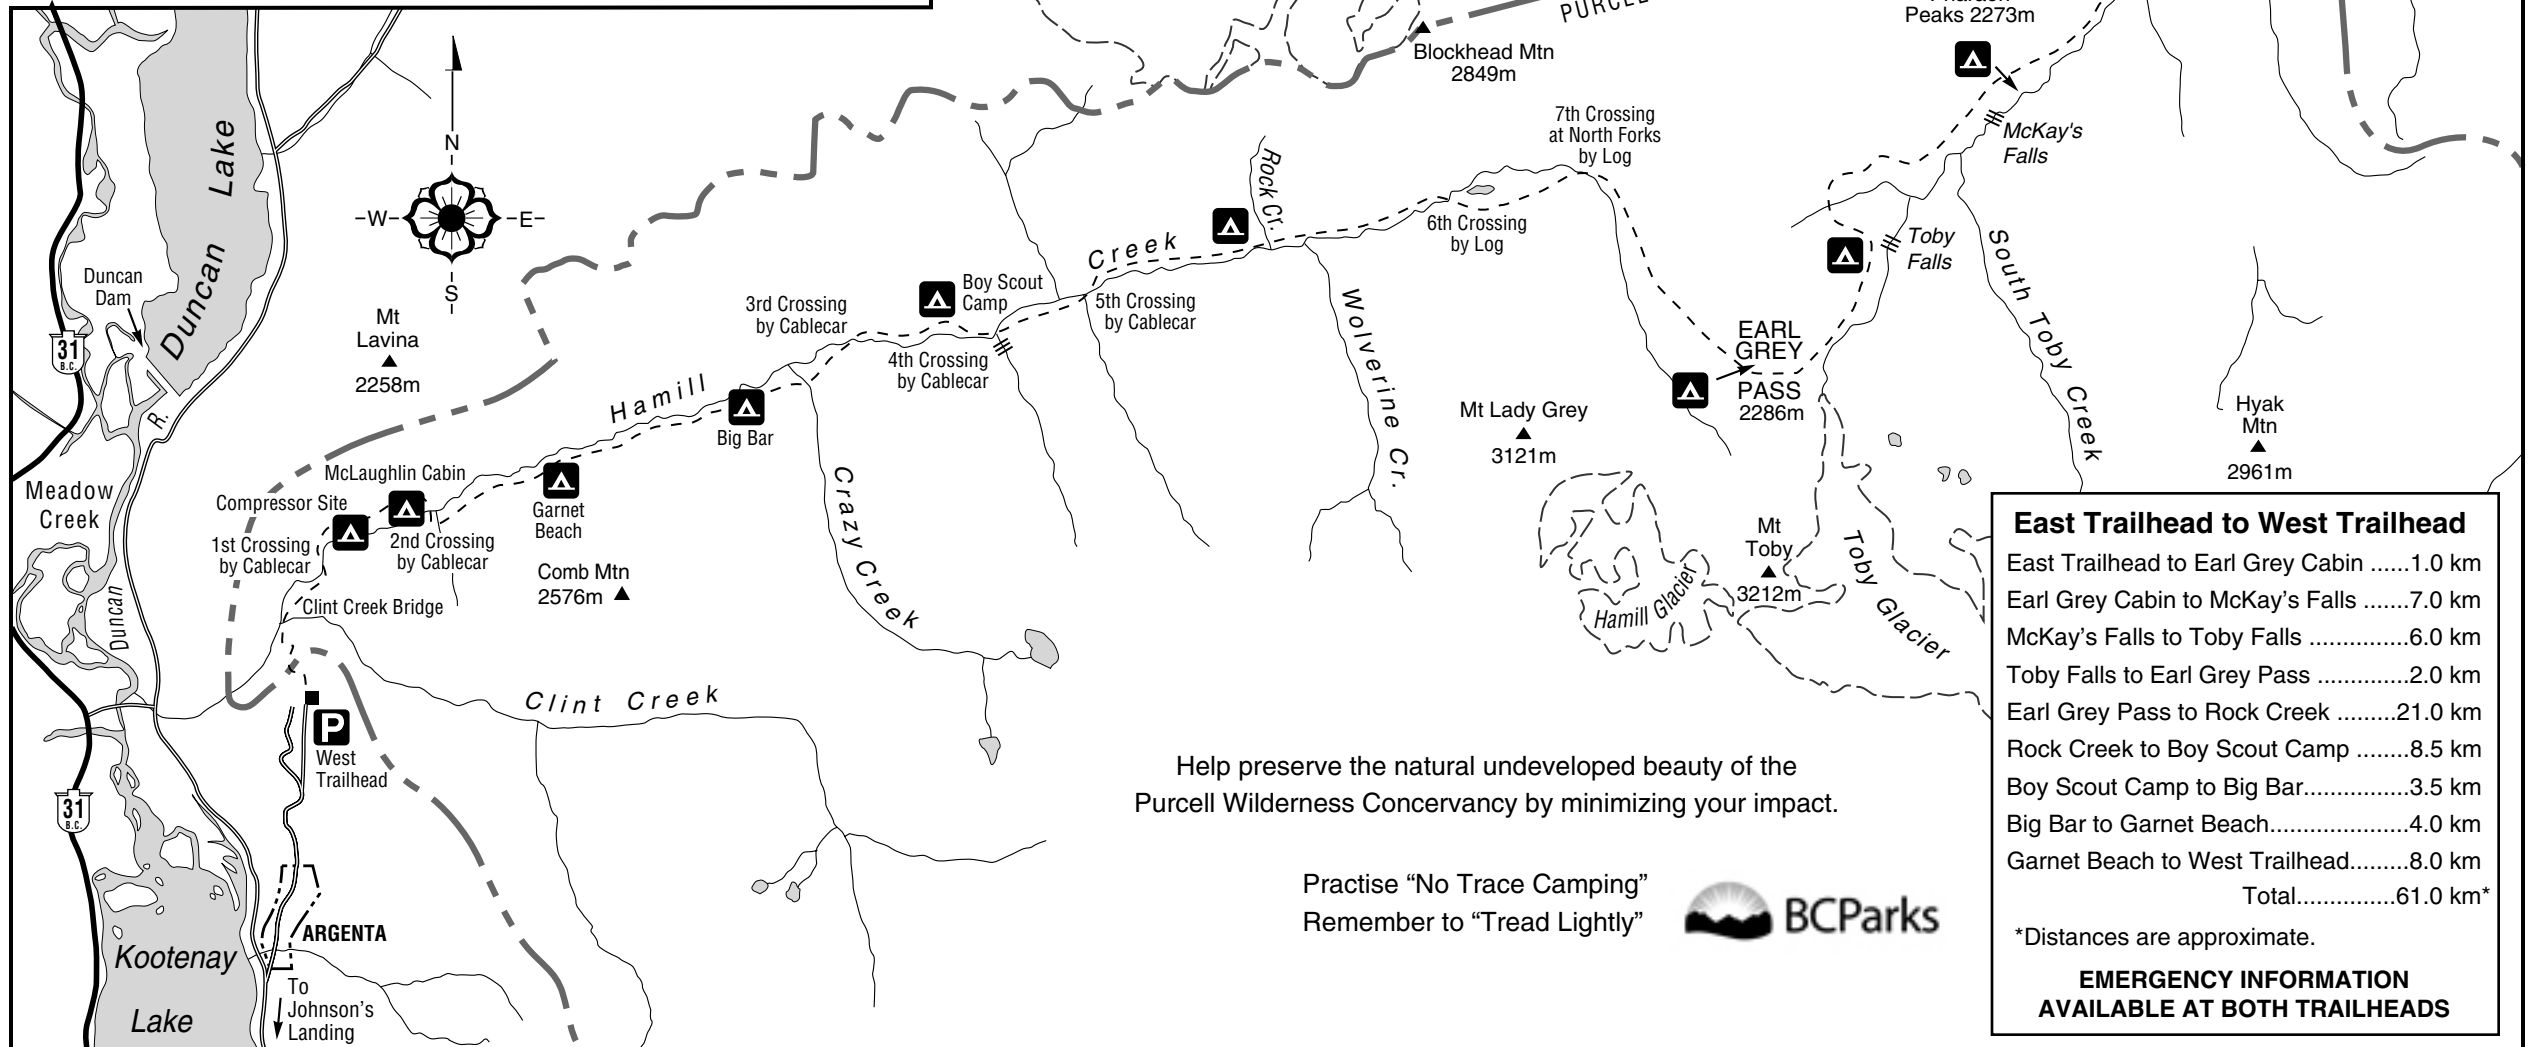 PURCEL
Peaks 2273m
Blockhead Mtn
2849m
McKay's
Falls
7th Crossing
at North Forks
by Log
Duncan Lake
N
W
E
S
Rock Cr.
6th Crossing
by Log
Toby
Falls
South Toby Creek
Duncan
Dam
31
B.C.
Mt
Lavina
2258m
3rd Crossing
by Cablecar
Boy Scout
Camp
Hamill Creek
5th Crossing
by Cablecar
4th Crossing
by Cablecar
Wolverine Cr.
EARL
GREY
PASS
2286m
Mt Lady Grey
3121m
Hyak
Mtn
2961m
Big Bar
Duncan R.
Meadow
Creek
McLaughlin Cabin
Compressor Site
Garnet
Beach
1st Crossing
by Cablecar
2nd Crossing
by Cablecar
Crazy Creek
Comb Mtn
2576m
Clint Creek Bridge
Mt
Toby
3212m
Hamill Glacier
Toby Glacier
Clint Creek
P
West
Trailhead
31
B.C.
ARGENTA
Kootenay
Lake
To
Johnson's
Landing
Help preserve the natural undeveloped beauty of the
Purcell Wilderness Concervancy by minimizing your impact.
Practise “No Trace Camping”
Remember to “Tread Lightly”
BCParks
East Trailhead to West Trailhead
East Trailhead to Earl Grey Cabin ......1.0 km
Earl Grey Cabin to McKay’s Falls .......7.0 km
McKay’s Falls to Toby Falls ...............6.0 km
Toby Falls to Earl Grey Pass ..............2.0 km
Earl Grey Pass to Rock Creek .........21.0 km
Rock Creek to Boy Scout Camp ........8.5 km
Boy Scout Camp to Big Bar................3.5 km
Big Bar to Garnet Beach.....................4.0 km
Garnet Beach to West Trailhead.........8.0 km
Total...............61.0 km*
*Distances are approximate.
EMERGENCY INFORMATION
AVAILABLE AT BOTH TRAILHEADS